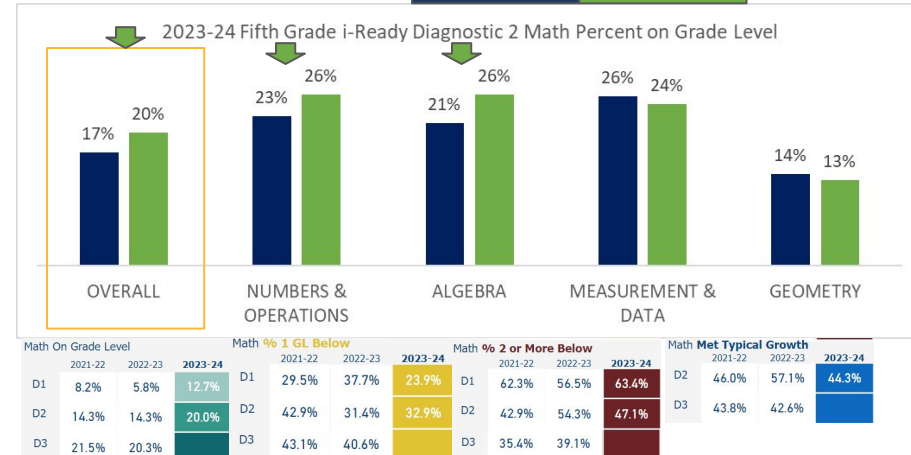 2023-24 Fifth Grade i-Ready Diagnostic 2 Math Percent on Grade Level
17% 20% 23% 26% 21% 26% 26% 24% 14% 13%
OVERALL NUMBERS & ALGEBRA MEASUREMENT & GEOMETRY
OPERATIONS DATA
Math On Grade Level
2021-22 2022-23 2023-24
D1 8.2% 5.8% 12.7%
D2 14.3% 14.3% 20.0%
D3 21.5% 20.3%
Math % 1 GL Below
2021-22 2022-23 2023-24
D1 29.5% 37.7% 23.9%
D2 42.9% 31.4% 32.9%
D3 43.1% 40.6%
Math % 2 or More Below
2021-22 2022-23 2023-24
D1 62.3% 56.5% 63.4%
D2 42.9% 54.3% 47.1%
D3 35.4% 39.1%
Math Met Typical Growth
2021-22 2022-23 2023-24
D2 46.0% 57.1% 44.3%
D3 43.8% 42.6%